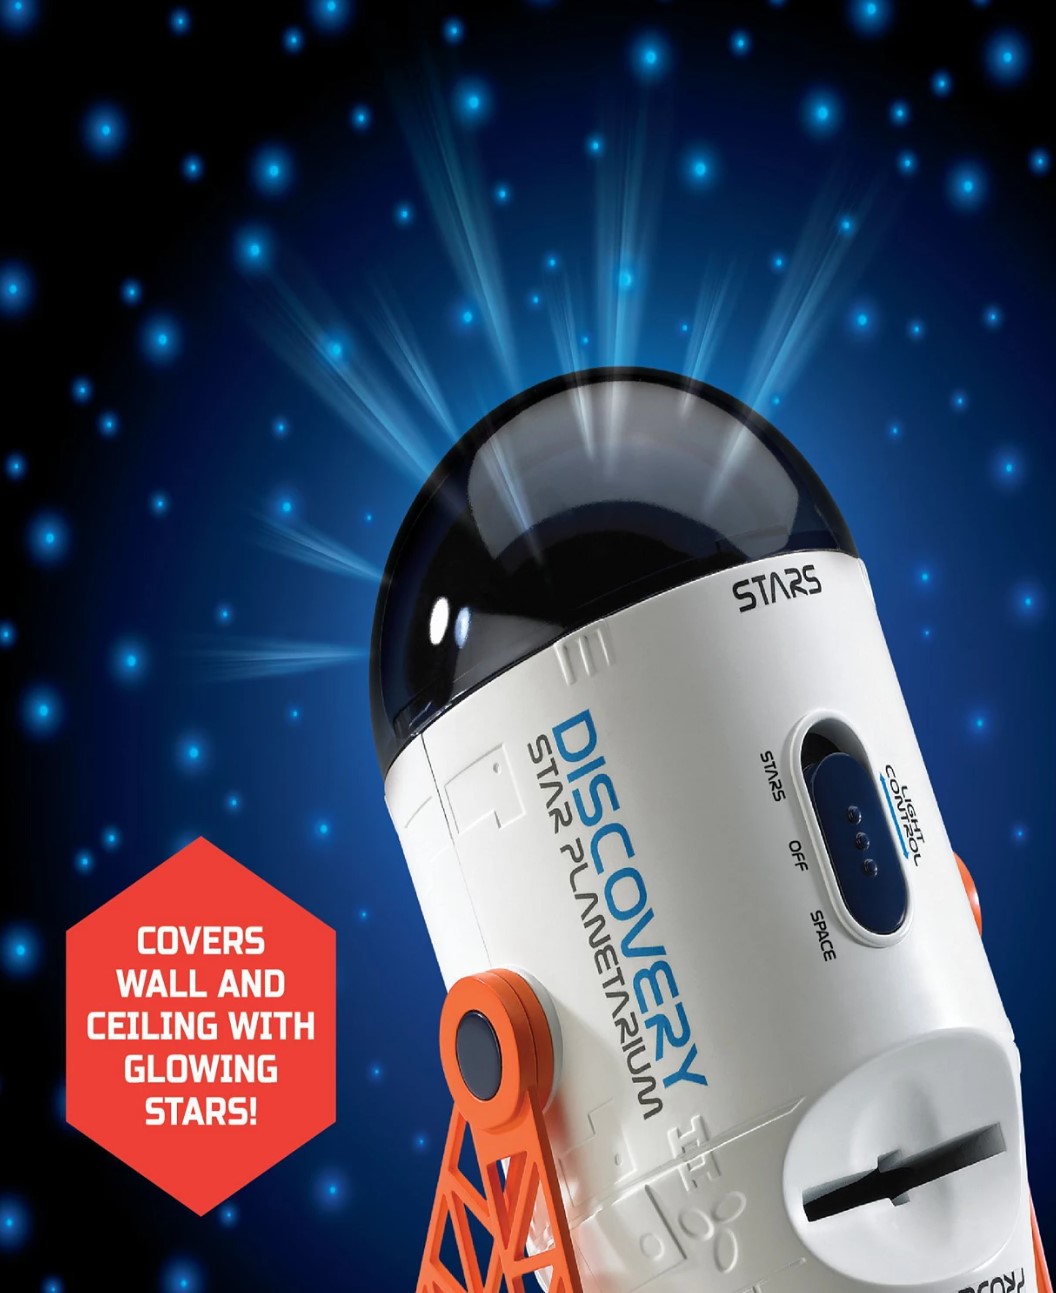 STARS
DISCOVERY
STAR PLANETARIUM
STARS
OFF
SPACE
LIGHT
CONTROL
COVERS
WALL AND
CEILING WITH
GLOWING
STARS!